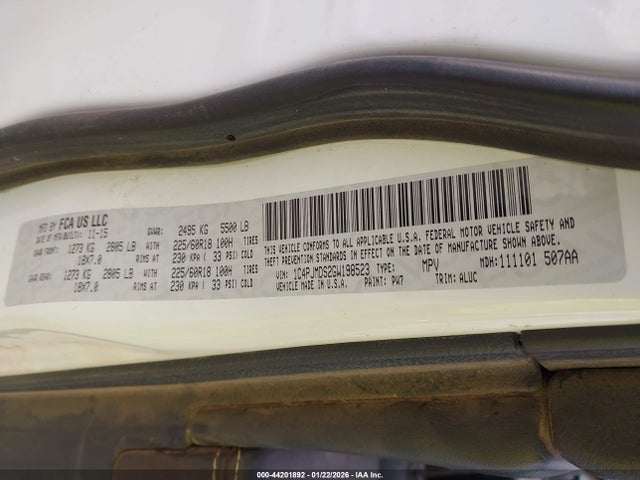 MFD BY FCA US LLC GVWR: 2495 KG 5500 LB
DATE OF MFR/BUILT: 11-15
GAWR FRONT 1273 KG 2805 LB WITH 225/60R18 100H TIRES
18X7.0 RIMS AT 230 KPA ( 33 PSI) COLD
GAWR REAR 1273 KG 2805 LB WITH 225/60R18 100H TIRES
18X7.0 RIMS AT 230 KPA ( 33 PSI) COLD
THIS VEHICLE CONFORMS TO ALL APPLICABLE U.S.A. FEDERAL MOTOR VEHICLE SAFETY AND
THEFT PREVENTION STANDARDS IN EFFECT ON THE DATE OF MANUFACTURE SHOWN ABOVE
VIN: 1C4PJMDS2GW198523 TYPE: MPV MDH: 111101 507AA
VEHICLE MADE IN U.S.A. PAINT: PW7 TRIM: ALUC
000-44201892 | 01/22/2026 - IAA Inc.